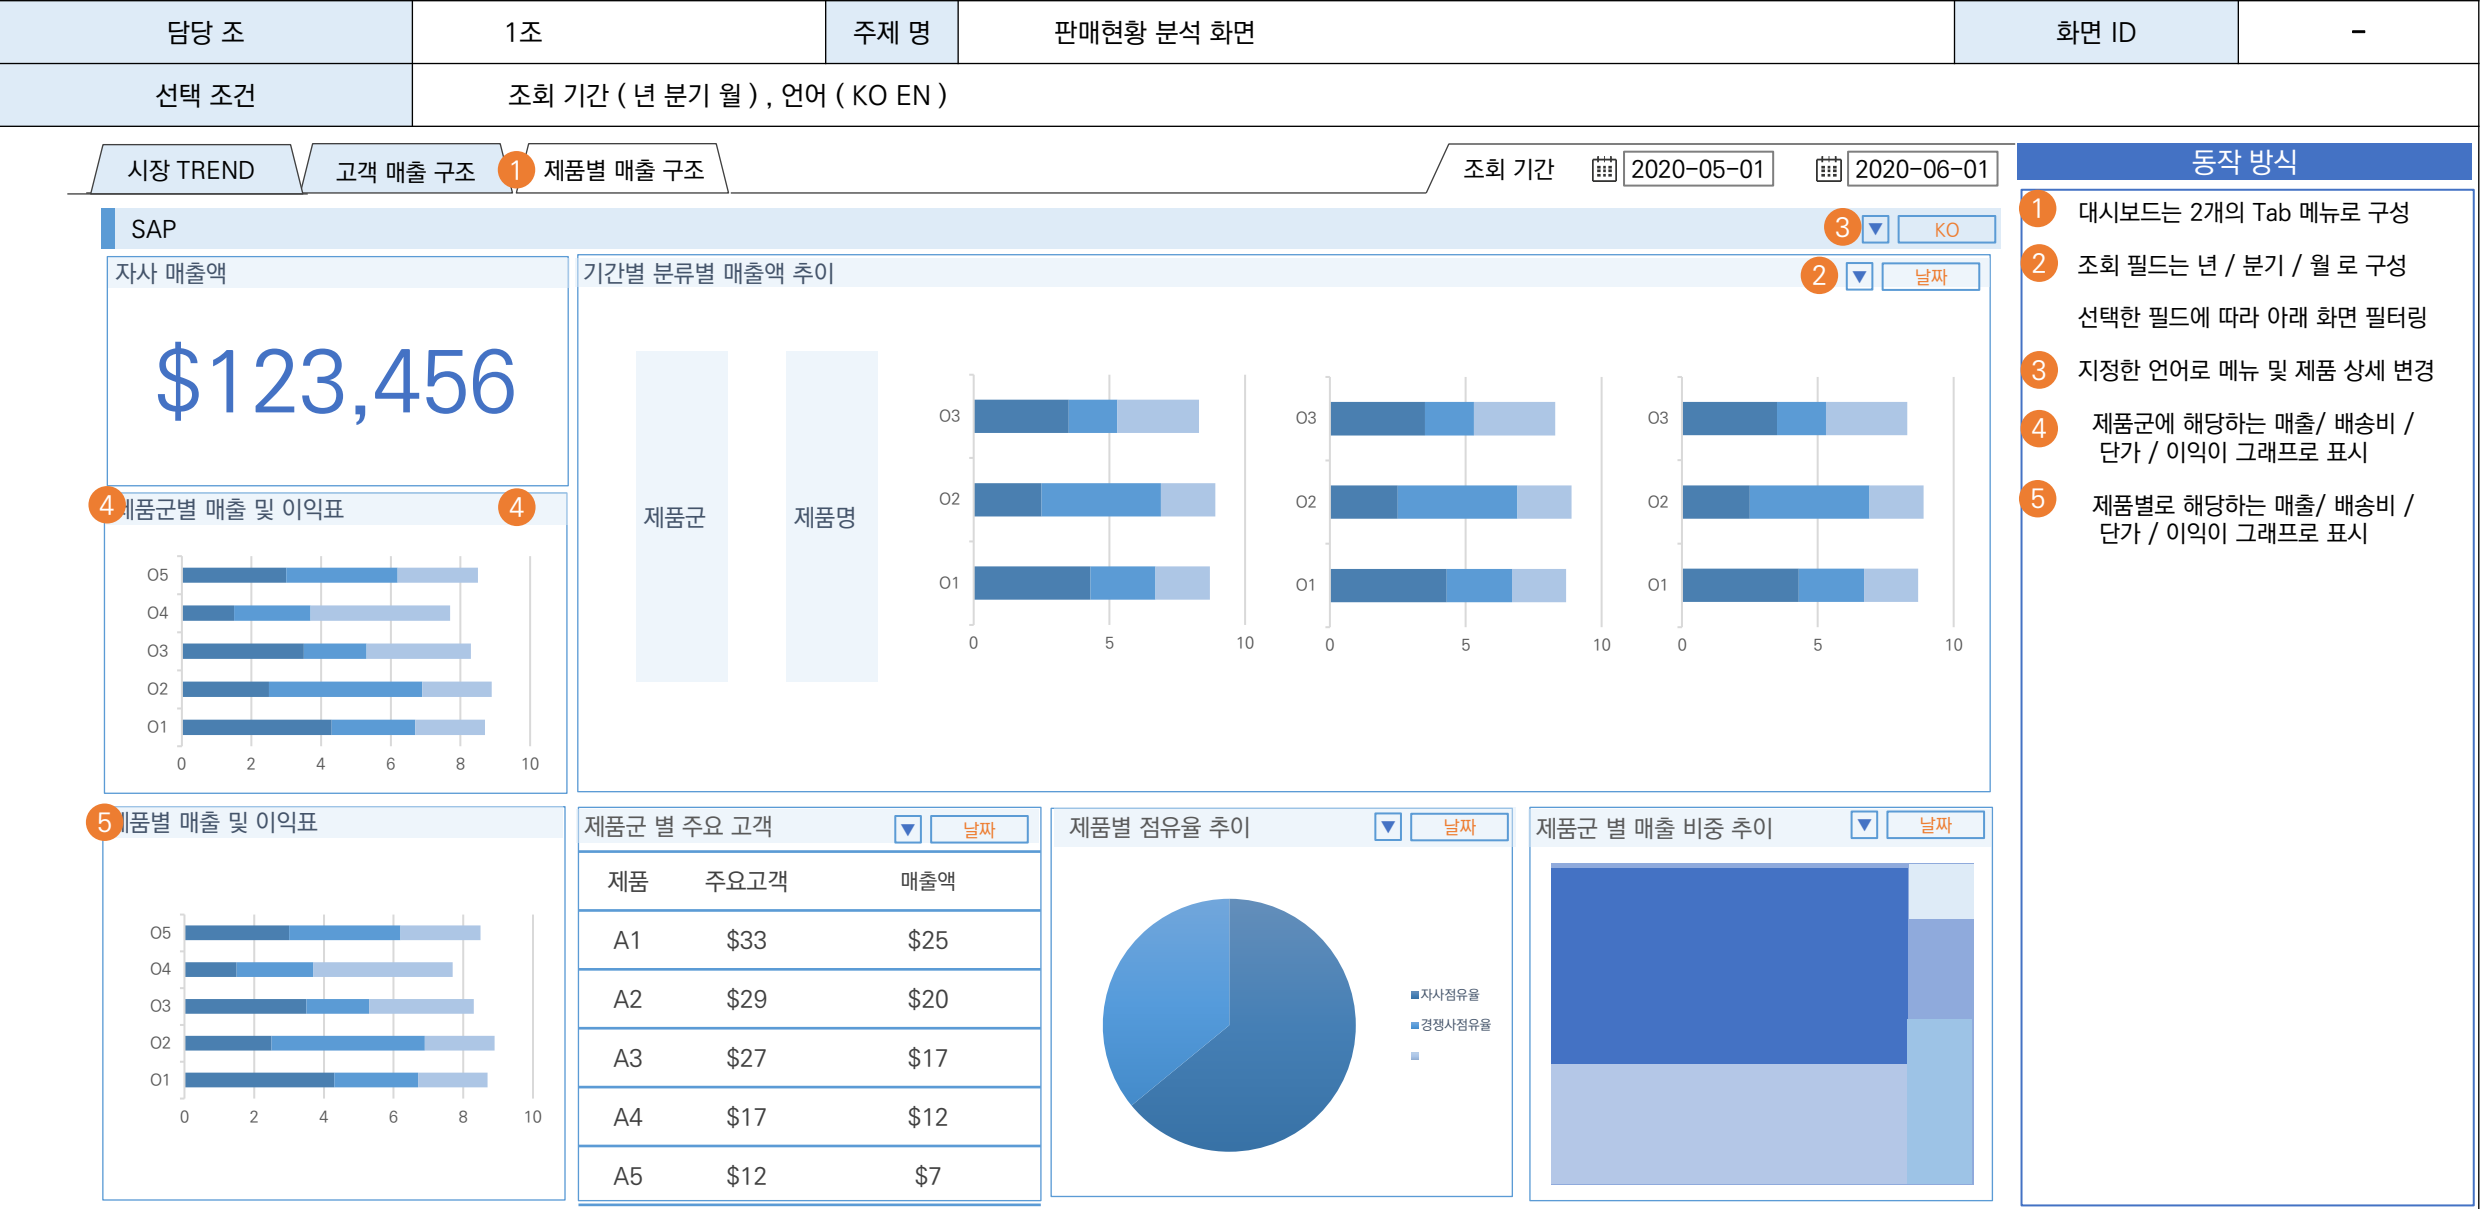 담당 조 1조 주제 명 판매현황 분석 화면 화면 ID -
선택 조건 조회 기간 ( 년 분기 월 ) , 언어 ( KO EN )
시장 TREND 고객 매출 구조 1 제품별 매출 구조 조회 기간 2020-05-01 2020-06-01
SAP 3 ▼ KO
자사 매출액
$123,456
기간별 분류별 매출액 추이 2 ▼ 날짜
제품군 제품명
O3
O2
O1
0 5 10
O3
O2
O1
0 5 10
O3
O2
O1
0 5 10
4 제품군별 매출 및 이익표 4
O5
O4
O3
O2
O1
0 2 4 6 8 10
5 제품별 매출 및 이익표
O5
O4
O3
O2
O1
0 2 4 6 8 10
제품군 별 주요 고객 ▼ 날짜
제품 주요고객 매출액
A1 $33 $25
A2 $29 $20
A3 $27 $17
A4 $17 $12
A5 $12 $7
제품별 점유율 추이 ▼ 날짜
자사점유율
경쟁사점유율
제품군 별 매출 비중 추이 ▼ 날짜
동작 방식
1 대시보드는 2개의 Tab 메뉴로 구성
2 조회 필드는 년 / 분기 / 월 로 구성
선택한 필드에 따라 아래 화면 필터링
3 지정한 언어로 메뉴 및 제품 상세 변경
4 제품군에 해당하는 매출/ 배송비 /
단가 / 이익이 그래프로 표시
5 제품별로 해당하는 매출/ 배송비 /
단가 / 이익이 그래프로 표시